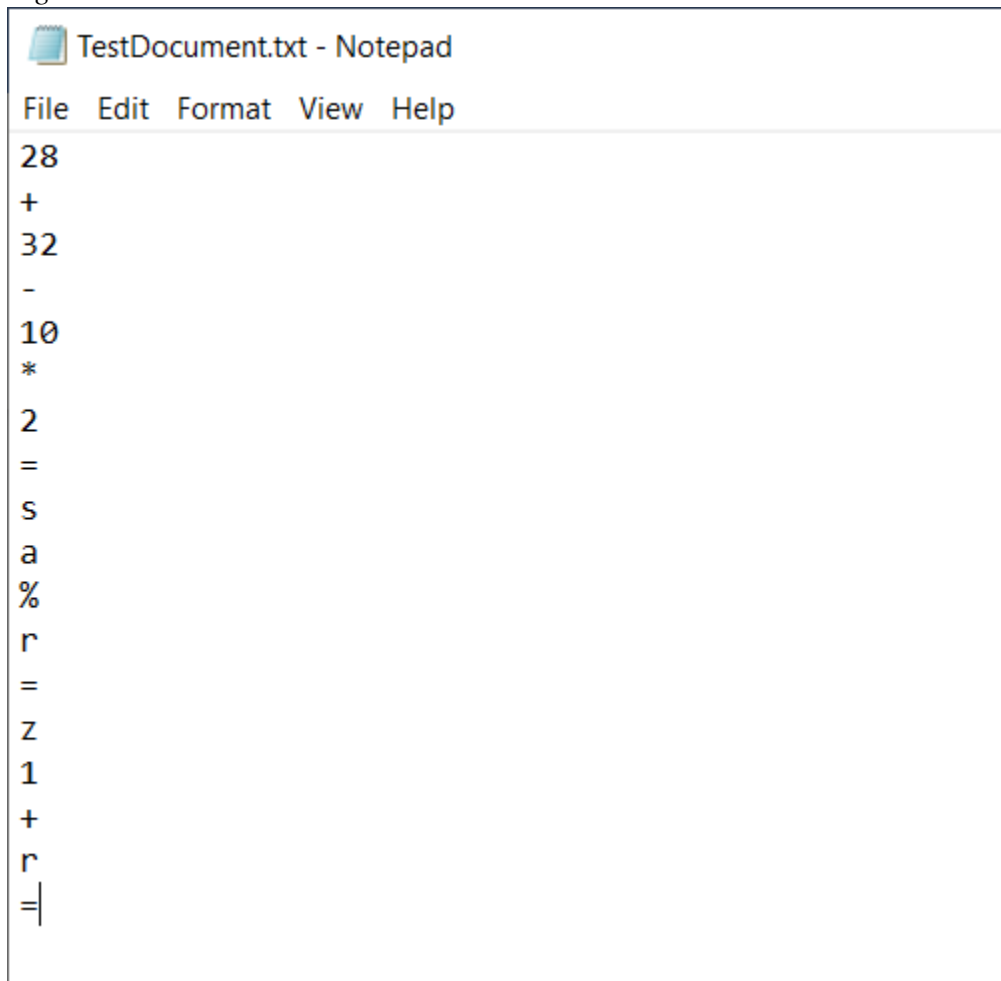 TestDocument.txt - Notepad
File Edit Format View Help
28
+
32
-
10
*
2
=
s
a
%
r
=
z
1
+
r
=